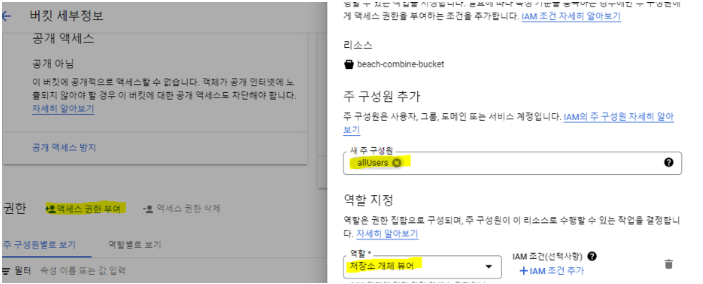 버킷 세부정보
공개 액세스
공개 아님
이 버킷에 공개적으로 액세스할 수 없습니다. 객체가 공개 인터넷에 노
출되지 않아야 할 경우 이 버킷에 대한 공개 액세스도 차단해야 합니다.
자세히 알아보기
공개 액세스 방지
권한
액세스 권한 부여
액세스 권한 삭제
주 구성원별로 보기
역할별로 보기
필터 속성 이름 또는 값 입력
게 액세스 권한을 부여하는 조건을 추가합니다. IAM 조건 자세히 알아보기
리소스
beach-combine-bucket
주 구성원 추가
주 구성원은 사용자, 그룹, 도메인 또는 서비스 계정입니다. IAM의 주 구성원 자세히 알아
보기
새 주 구성원
allUsers
역할 지정
역할은 권한 집합으로 구성되며, 주 구성원이 이 리소스로 수행할 수 있는 작업을 결정합니
다. 자세히 알아보기
역할 *
저장소 개체 뷰어
IAM 조건(선택사항)
+ IAM 조건 추가